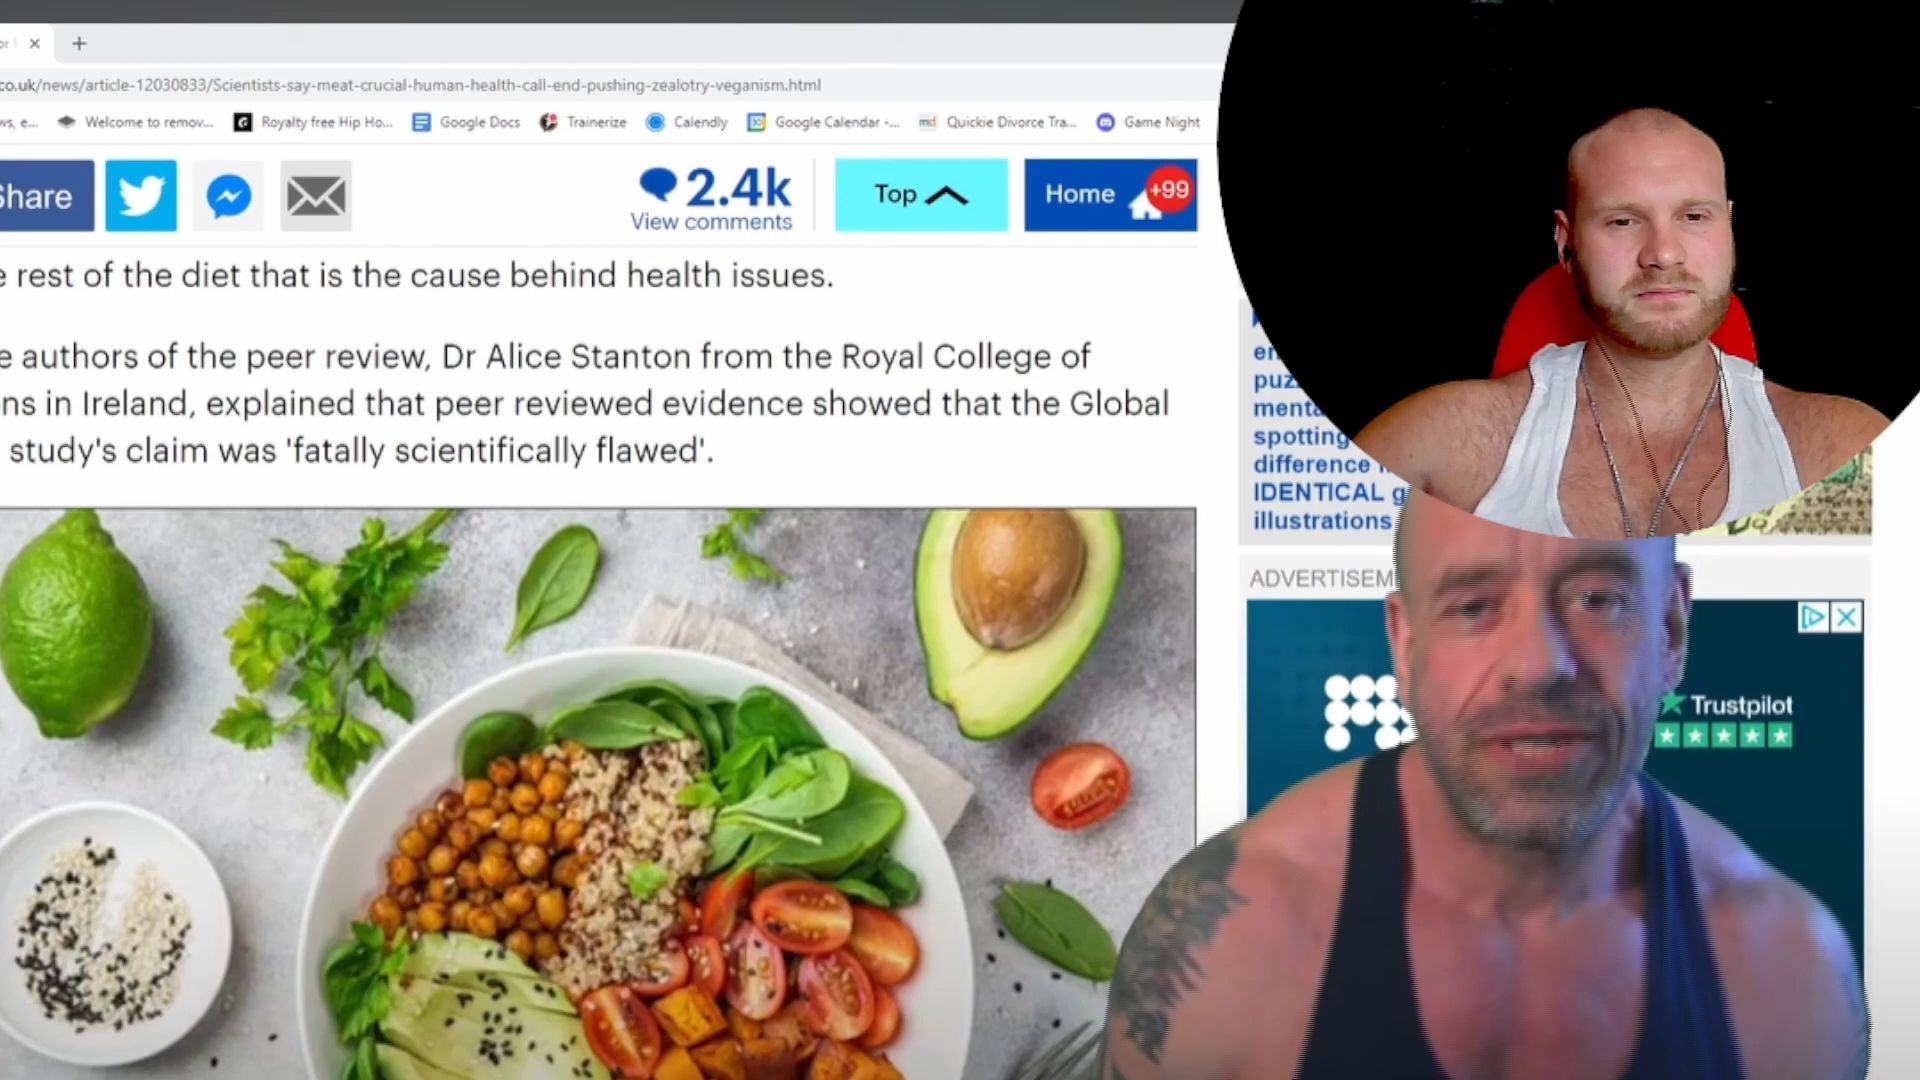 or
co.uk/news/article-12030833/Scientists-say-meat-crucial-human-health-call-end-pushing-zealotry-veganism.html
ws, e... Welcome to remov... Royalty free Hip Ho... Google Docs Trainerize Calendly Google Calendar -... md Quickie Divorce Tra... Game Night
Share
2.4k
View comments
Top
Home +99
e rest of the diet that is the cause behind health issues.
e authors of the peer review, Dr Alice Stanton from the Royal College of
ns in Ireland, explained that peer reviewed evidence showed that the Global
study's claim was 'fatally scientifically flawed'.
en
puz
menta
spotting
difference
IDENTICAL g
illustrations
ADVERTISEM
Trustpilot